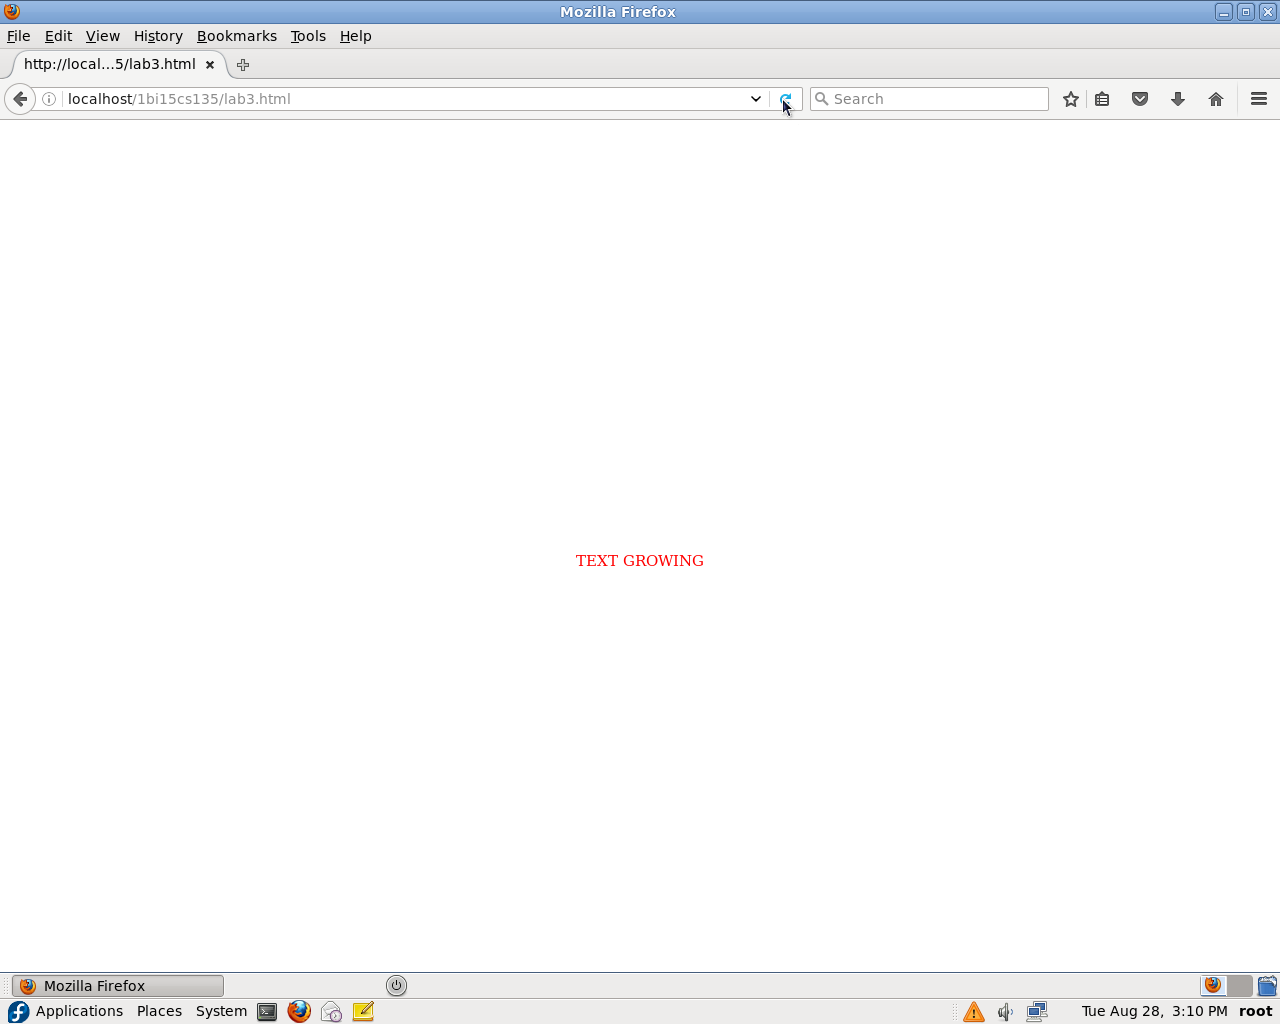 Mozilla Firefox
File Edit View History Bookmarks Tools Help
http://local...5/lab3.html
localhost/1bi15cs135/lab3.html
Search
TEXT GROWING
Mozilla Firefox
Applications Places System
Tue Aug 28, 3:10 PM root